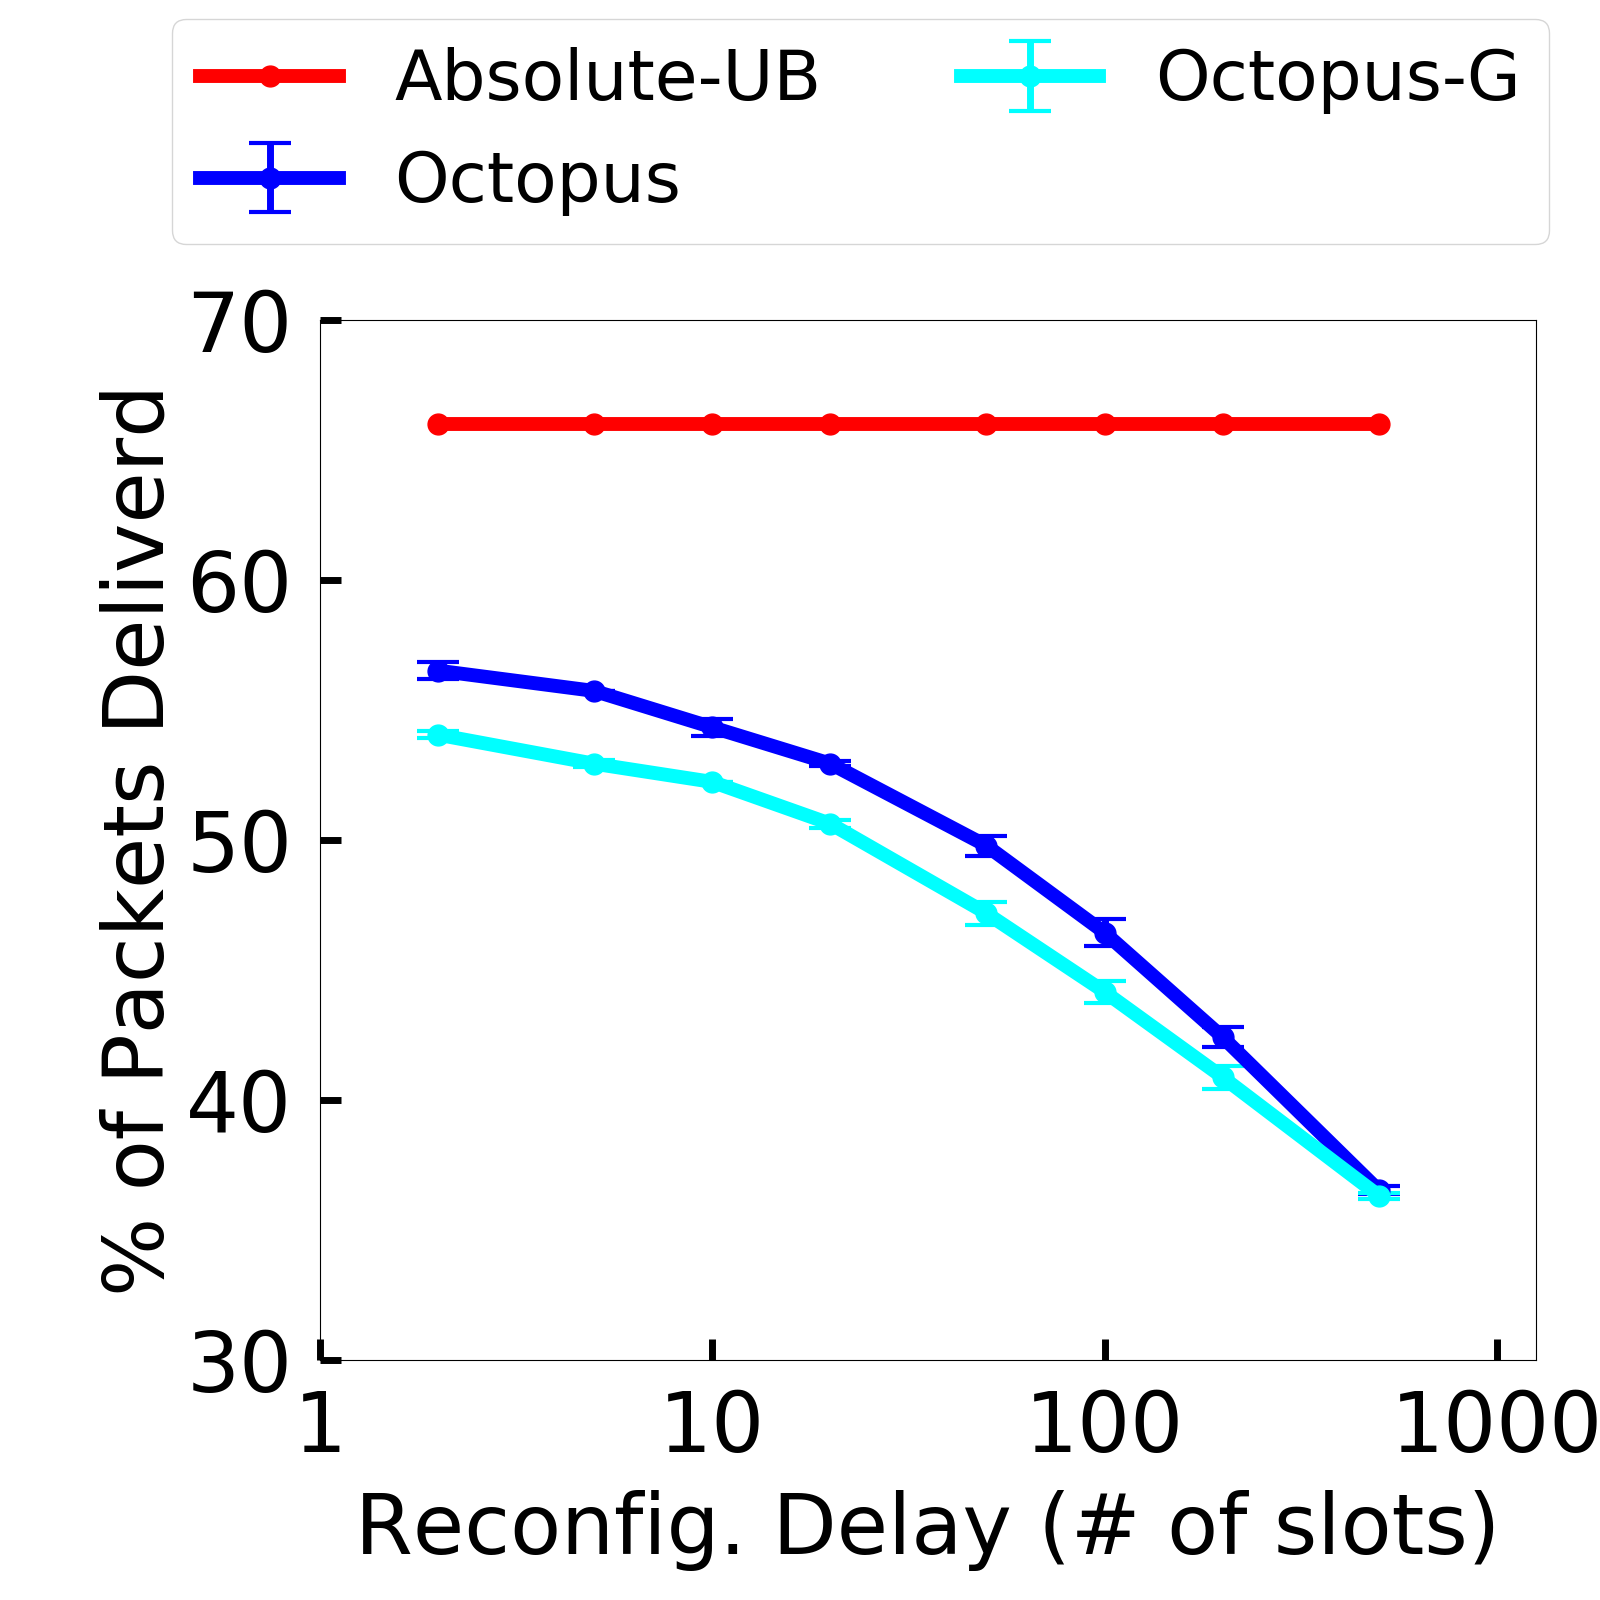 Absolute-UB
Octopus
Octopus-G
% of Packets Deliverd
70
60
50
40
30
1 10 100 1000
Reconfig. Delay (# of slots)